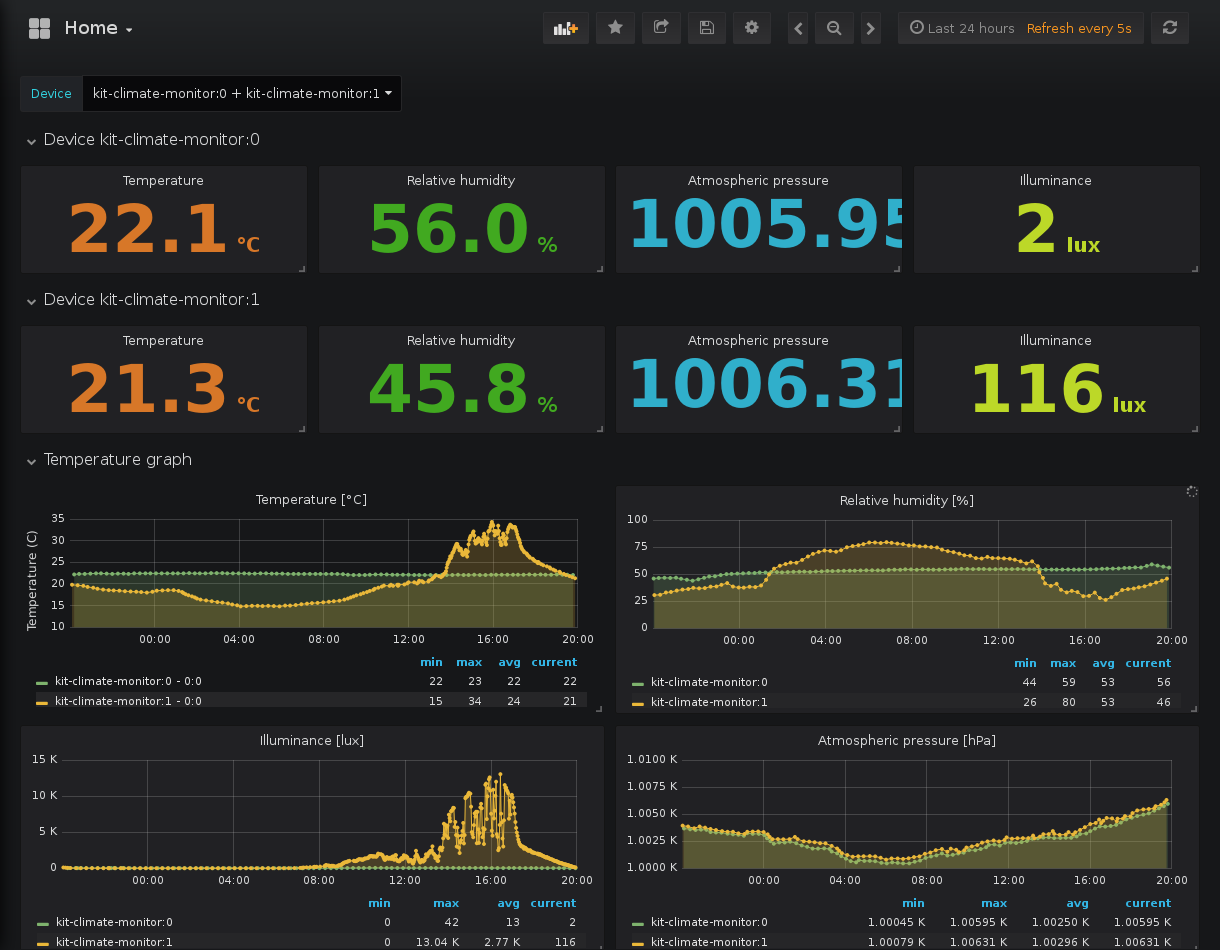 Home
Last 24 hours Refresh every 5s
Device kit-climate-monitor:0 + kit-climate-monitor:1
Device kit-climate-monitor:0
Temperature Relative humidity Atmospheric pressure Illuminance
22.1 °C 56.0 % 1005.95 2 lux
Device kit-climate-monitor:1
Temperature Relative humidity Atmospheric pressure Illuminance
21.3 °C 45.8 % 1006.31 116 lux
Temperature graph
Temperature [°C]
Temperature (C)
35
30
25
20
15
10
00:00 04:00 08:00 12:00 16:00 20:00
min max avg current
kit-climate-monitor:0 - 0:0 22 23 22 22
kit-climate-monitor:1 - 0:0 15 34 24 21
Relative humidity [%]
100
75
50
25
0
00:00 04:00 08:00 12:00 16:00 20:00
min max avg current
kit-climate-monitor:0 44 59 53 56
kit-climate-monitor:1 26 80 53 46
Illuminance [lux]
15 K
10 K
5 K
0
00:00 04:00 08:00 12:00 16:00 20:00
min max avg current
kit-climate-monitor:0 0 42 13 2
kit-climate-monitor:1 0 13.04 K 2.77 K 116
Atmospheric pressure [hPa]
1.0100 K
1.0075 K
1.0050 K
1.0025 K
1.0000 K
00:00 04:00 08:00 12:00 16:00 20:00
min max avg current
kit-climate-monitor:0 1.00045 K 1.00595 K 1.00250 K 1.00595 K
kit-climate-monitor:1 1.00079 K 1.00631 K 1.00296 K 1.00631 K